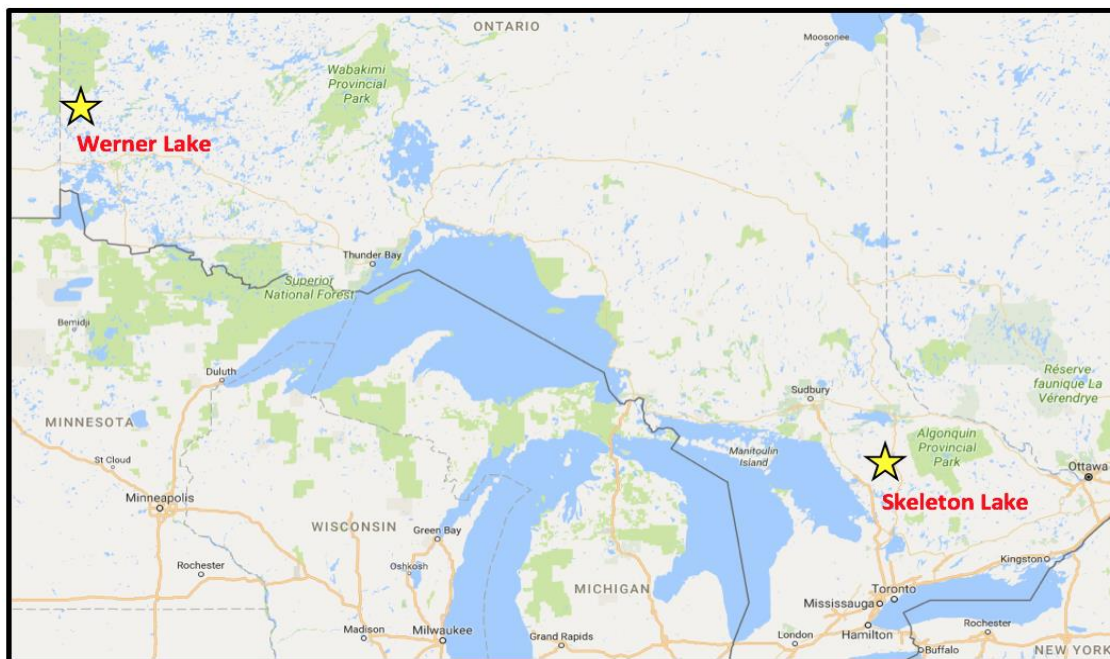 ONTARIO
Moosonee
Wabakimi
Provincial
Park
Werner Lake
Thunder Bay
Superior
National Forest
Bemidji
Duluth
Réserve
faunique La
Vérendrye
Sudbury
MINNESOTA
Algonquin
Provincial
Park
Manitoulin
Island
St Cloud
Ottawa
Skeleton Lake
Minneapolis
WISCONSIN
Green Bay
Oshkosh
Kingston
Rochester
MICHIGAN
Toronto
Mississauga
Hamilton
Rochester
Madison
Milwaukee
Grand Rapids
London
Buffalo
NEW YORK